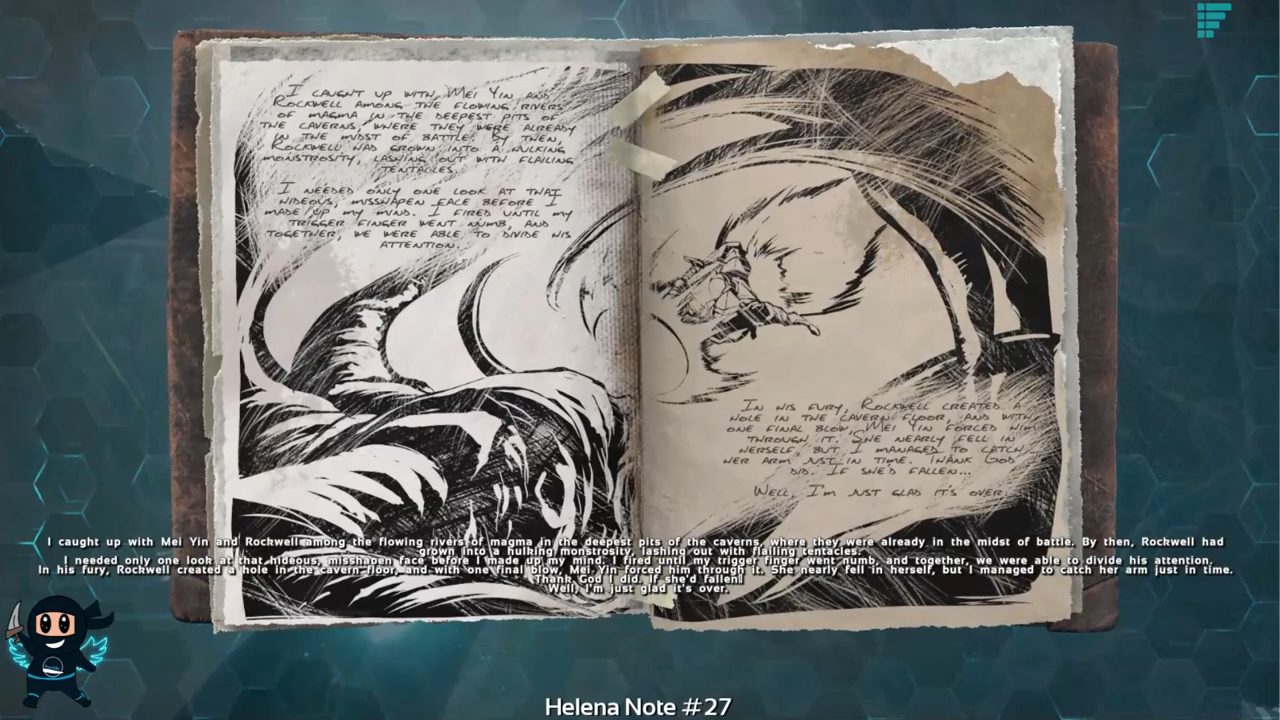 I CAUGHT UP WITH MEI YIN AND
ROCKWELL AMONG THE FLOWING RIVERS
OF MAGMA IN THE DEEPEST PITS OF
THE CAVERNS, WHERE THEY WERE ALREADY
IN THE MIDST OF BATTLE. BY THEN,
ROCKWELL HAD GROWN INTO A HULKING
MONSTROSITY, LASHING OUT WITH FLAILING
TENTACLES.
I NEEDED ONLY ONE LOOK AT THAT
HIDEOUS, MISSHAPEN FACE BEFORE I
MADE UP MY MIND. I FIRED UNTIL MY
TRIGGER FINGER WENT NUMB, AND
TOGETHER, WE WERE ABLE TO DIVIDE HIS
ATTENTION.
IN HIS FURY, ROCKWELL CREATED A
HOLE IN THE CAVERN FLOOR, AND WITH
ONE FINAL BLOW, MEI YIN FORCED HIM
THROUGH IT. SHE NEARLY FELL IN
HERSELF, BUT I MANAGED TO CATCH
HER ARM JUST IN TIME. THANK GOD I
DID. IF SHE'D FALLEN...
WELL, I'M JUST GLAD IT'S OVER.
I caught up with Mei Yin and Rockwell among the flowing rivers of magma in the deepest pits of the caverns, where they were already in the midst of battle. By then, Rockwell had
grown into a hulking monstrosity, lashing out with flailing tentacles.
I needed only one look at that hideous, misshapen face before I made up my mind. I fired until my trigger finger went numb, and together, we were able to divide his attention.
In his fury, Rockwell created a hole in the cavern floor, and with one final blow, Mei Yin forced him through it. She nearly fell in herself, but I managed to catch her arm just in time.
Thank God I did. If she'd fallen
Well, I'm just glad it's over.
Helena Note #27